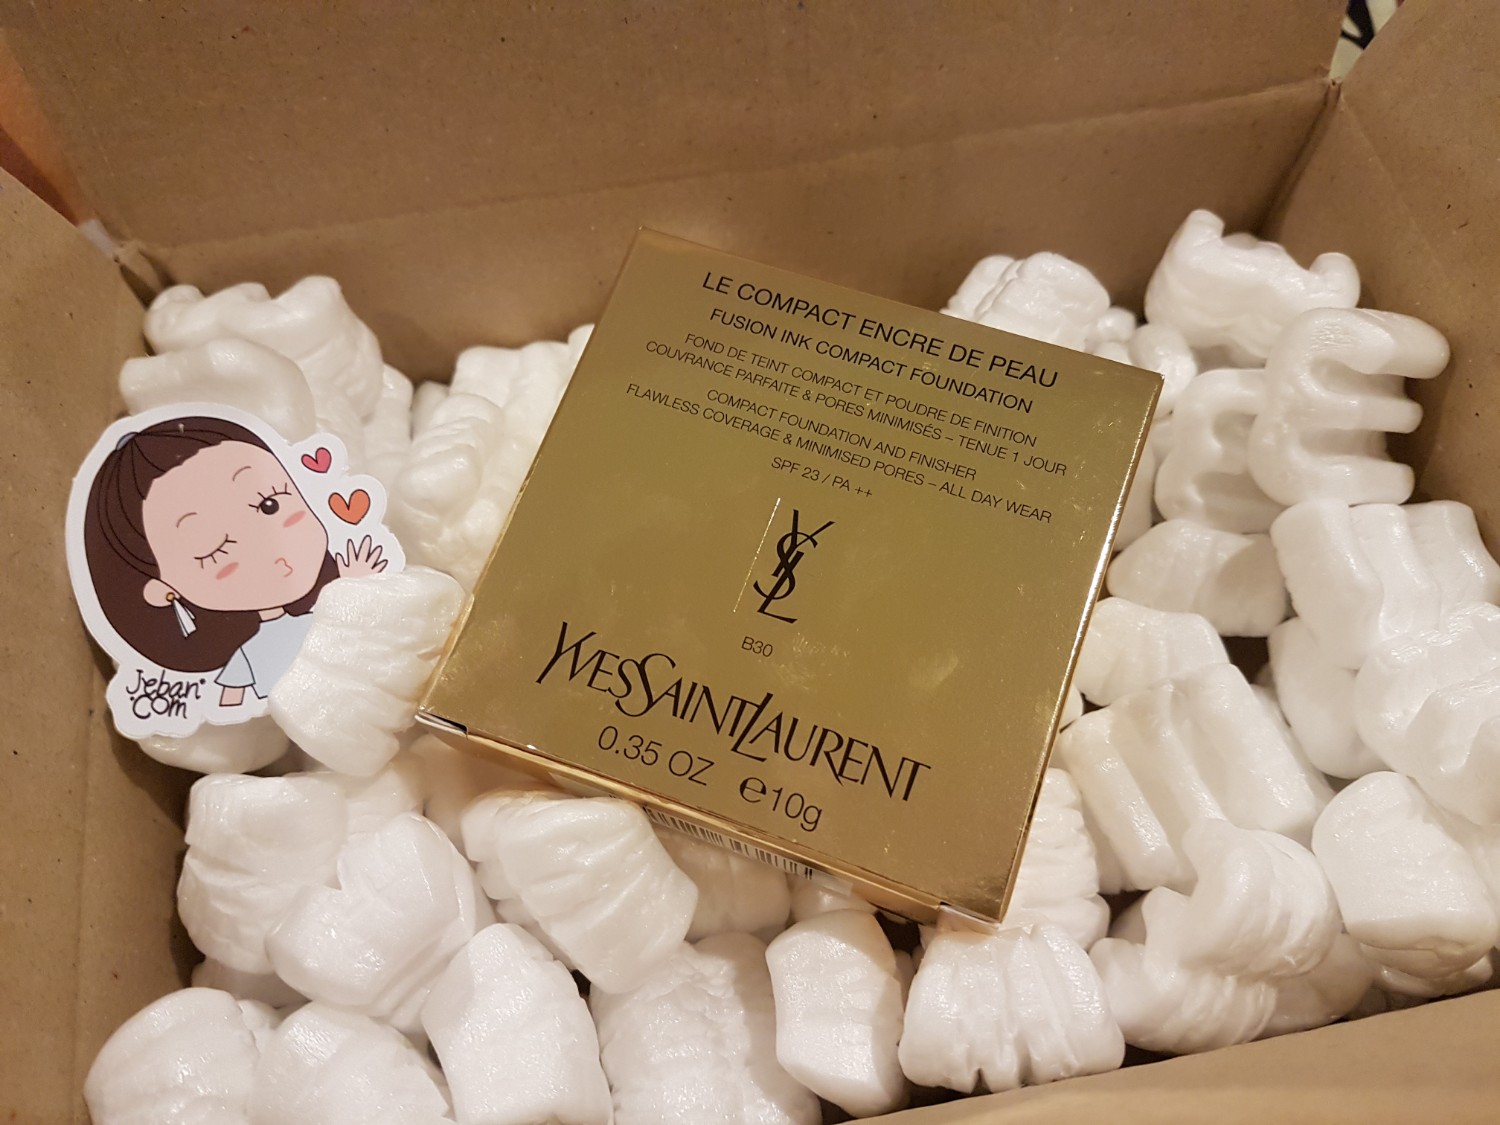 LE COMPACT ENCRE DE PEAU
FUSION INK COMPACT FOUNDATION
FOND DE TEINT COMPACT ET POUDRE DE FINITION
COUVRANCE PARFAITE & PORES MINIMISÉS – TENUE 1 JOUR
COMPACT FOUNDATION AND FINISHER
FLAWLESS COVERAGE & MINIMISED PORES – ALL DAY WEAR
SPF 23 / PA ++
YSL
B30
YVESSAINTLAURENT
0.35 OZ e10g
Jeban
.com